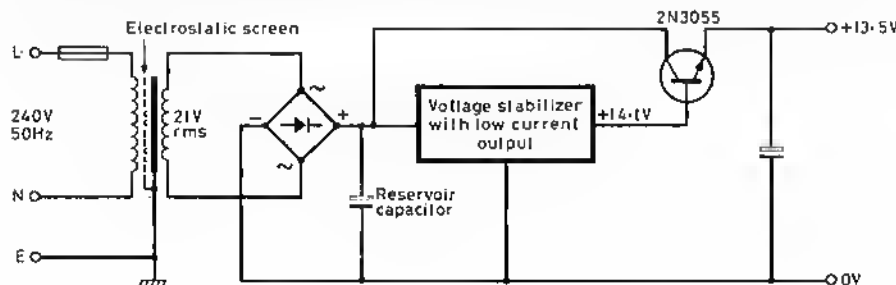 Electrostatic screen
2N3055
L
+13·5V
240V
50Hz
21V
rms
~
−
+
~
Voltage stabilizer
with low current
output
+14·1V
N
Reservoir
capacitor
E
0V